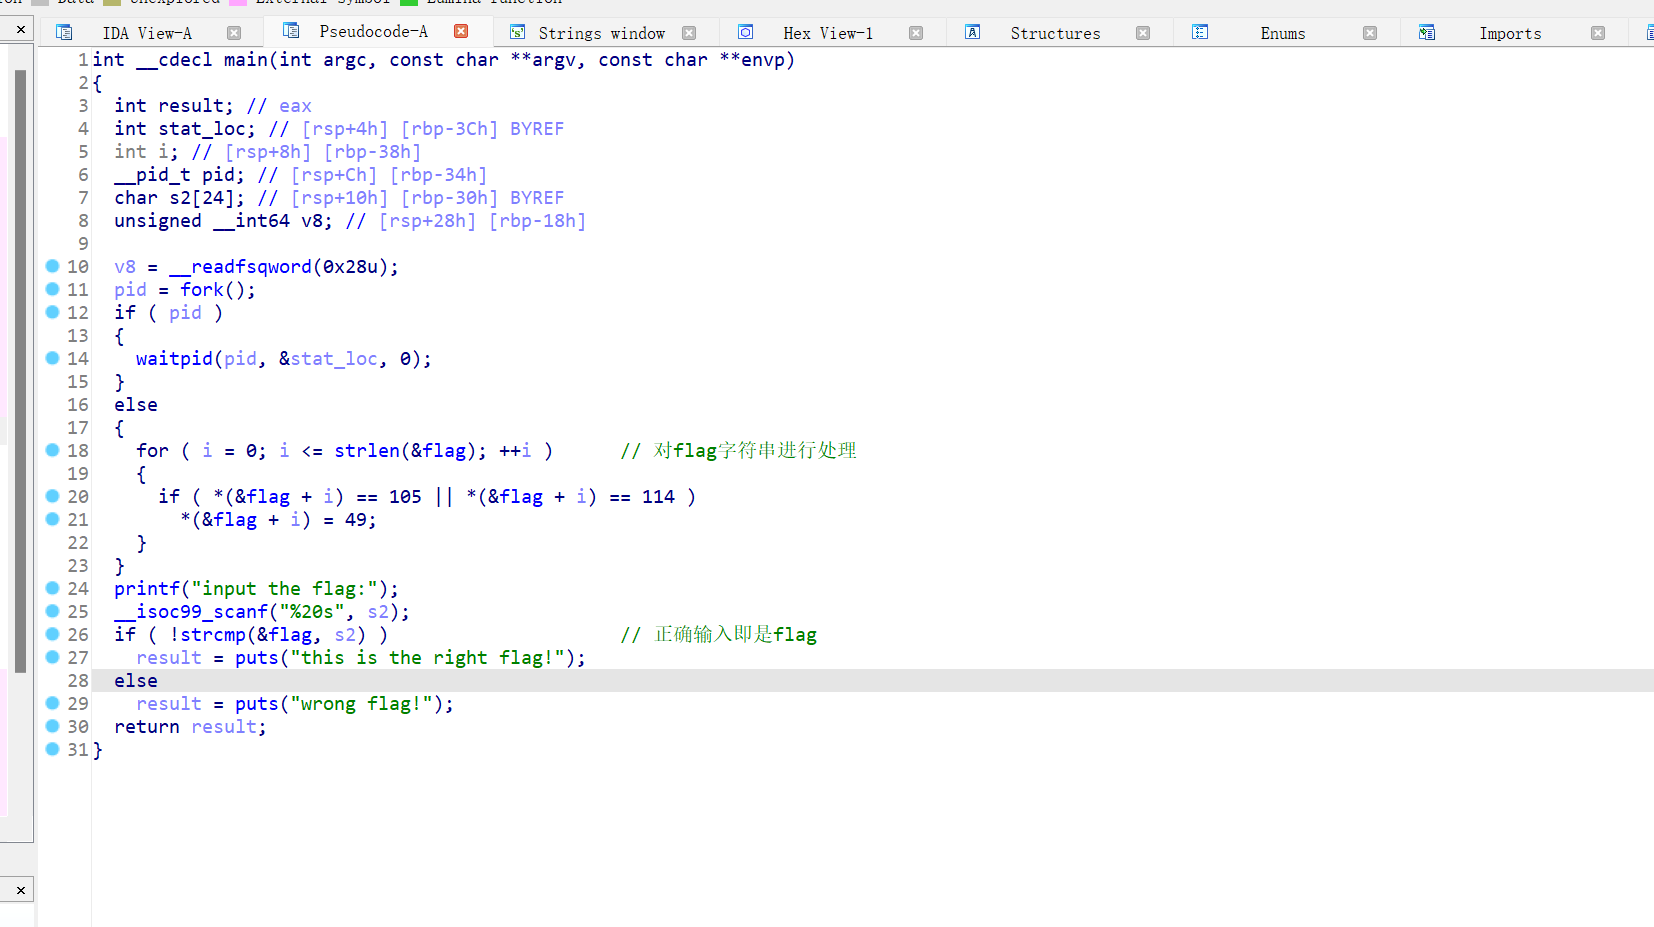 Data Unexplored External symbol Lumina function
IDA View-A Pseudocode-A Strings window Hex View-1 Structures Enums Imports
1 int __cdecl main(int argc, const char **argv, const char **envp)
2 {
3 int result; // eax
4 int stat_loc; // [rsp+4h] [rbp-3Ch] BYREF
5 int i; // [rsp+8h] [rbp-38h]
6 __pid_t pid; // [rsp+Ch] [rbp-34h]
7 char s2[24]; // [rsp+10h] [rbp-30h] BYREF
8 unsigned __int64 v8; // [rsp+28h] [rbp-18h]
9
10 v8 = __readfsqword(0x28u);
11 pid = fork();
12 if ( pid )
13 {
14 waitpid(pid, &stat_loc, 0);
15 }
16 else
17 {
18 for ( i = 0; i <= strlen(&flag); ++i ) // 对flag字符串进行处理
19 {
20 if ( *(&flag + i) == 105 || *(&flag + i) == 114 )
21 *(&flag + i) = 49;
22 }
23 }
24 printf("input the flag:");
25 __isoc99_scanf("%20s", s2);
26 if ( !strcmp(&flag, s2) ) // 正确输入即是flag
27 result = puts("this is the right flag!");
28 else
29 result = puts("wrong flag!");
30 return result;
31 }